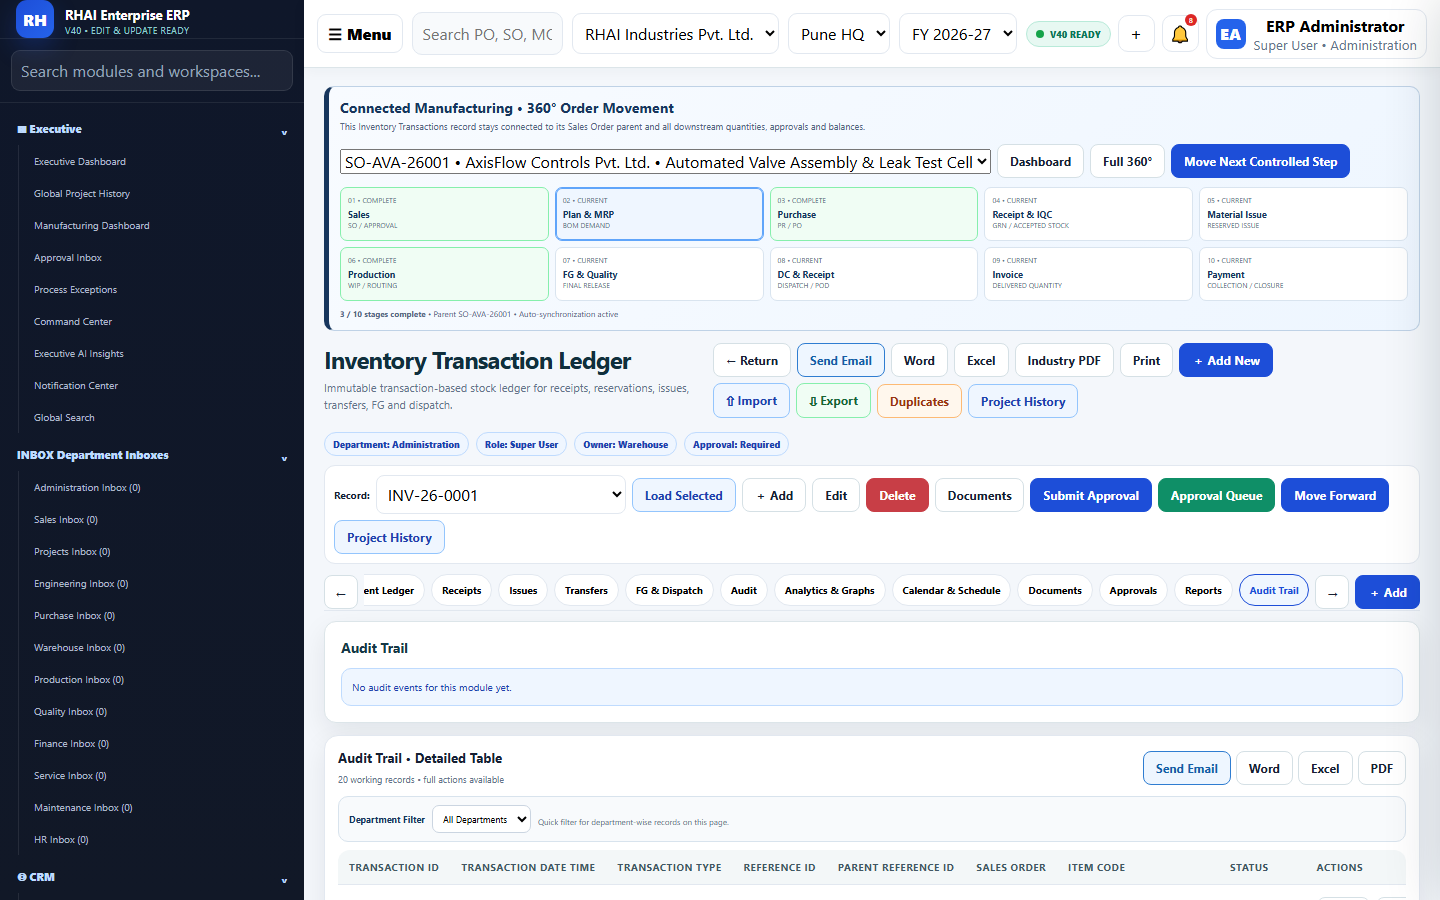 RH
RHAI Enterprise ERP
V40 • EDIT & UPDATE READY
Search modules and workspaces...
Executive
Executive Dashboard
Global Project History
Manufacturing Dashboard
Approval Inbox
Process Exceptions
Command Center
Executive AI Insights
Notification Center
Global Search
INBOX Department Inboxes
Administration Inbox (0)
Sales Inbox (0)
Projects Inbox (0)
Engineering Inbox (0)
Purchase Inbox (0)
Warehouse Inbox (0)
Production Inbox (0)
Quality Inbox (0)
Finance Inbox (0)
Service Inbox (0)
Maintenance Inbox (0)
HR Inbox (0)
CRM
☰ Menu
Search PO, SO, MC
RHAI Industries Pvt. Ltd.
Pune HQ
FY 2026-27
V40 READY
+
8
EA
ERP Administrator
Super User • Administration
Connected Manufacturing • 360° Order Movement
This Inventory Transactions record stays connected to its Sales Order parent and all downstream quantities, approvals and balances.
SO-AVA-26001 • AxisFlow Controls Pvt. Ltd. • Automated Valve Assembly & Leak Test Cell
Dashboard
Full 360°
Move Next Controlled Step
01 • COMPLETE
Sales
SO / APPROVAL
02 • CURRENT
Plan & MRP
BOM DEMAND
03 • COMPLETE
Purchase
PR / PO
04 • CURRENT
Receipt & IQC
GRN / ACCEPTED STOCK
05 • CURRENT
Material Issue
RESERVED ISSUE
06 • COMPLETE
Production
WIP / ROUTING
07 • CURRENT
FG & Quality
FINAL RELEASE
08 • CURRENT
DC & Receipt
DISPATCH / POD
09 • CURRENT
Invoice
DELIVERED QUANTITY
10 • CURRENT
Payment
COLLECTION / CLOSURE
3 / 10 stages complete • Parent SO-AVA-26001 • Auto-synchronization active
Inventory Transaction Ledger
Immutable transaction-based stock ledger for receipts, reservations, issues,
transfers, FG and dispatch.
← Return
Send Email
Word
Excel
Industry PDF
Print
+ Add New
⇧ Import
⇩ Export
Duplicates
Project History
Department: Administration
Role: Super User
Owner: Warehouse
Approval: Required
Record:
INV-26-0001
Load Selected
+ Add
Edit
Delete
Documents
Submit Approval
Approval Queue
Move Forward
Project History
←
ent Ledger
Receipts
Issues
Transfers
FG & Dispatch
Audit
Analytics & Graphs
Calendar & Schedule
Documents
Approvals
Reports
Audit Trail
→
+ Add
Audit Trail
No audit events for this module yet.
Audit Trail • Detailed Table
20 working records • full actions available
Send Email
Word
Excel
PDF
Department Filter
All Departments
Quick filter for department-wise records on this page.
TRANSACTION ID
TRANSACTION DATE TIME
TRANSACTION TYPE
REFERENCE ID
PARENT REFERENCE ID
SALES ORDER
ITEM CODE
STATUS
ACTIONS